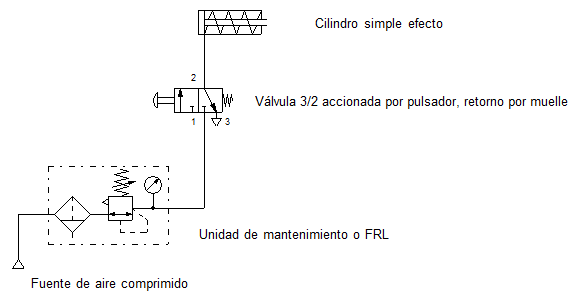 Cilindro simple efecto
2
Válvula 3/2 accionada por pulsador, retorno por muelle
1 3
Unidad de mantenimiento o FRL
Fuente de aire comprimido